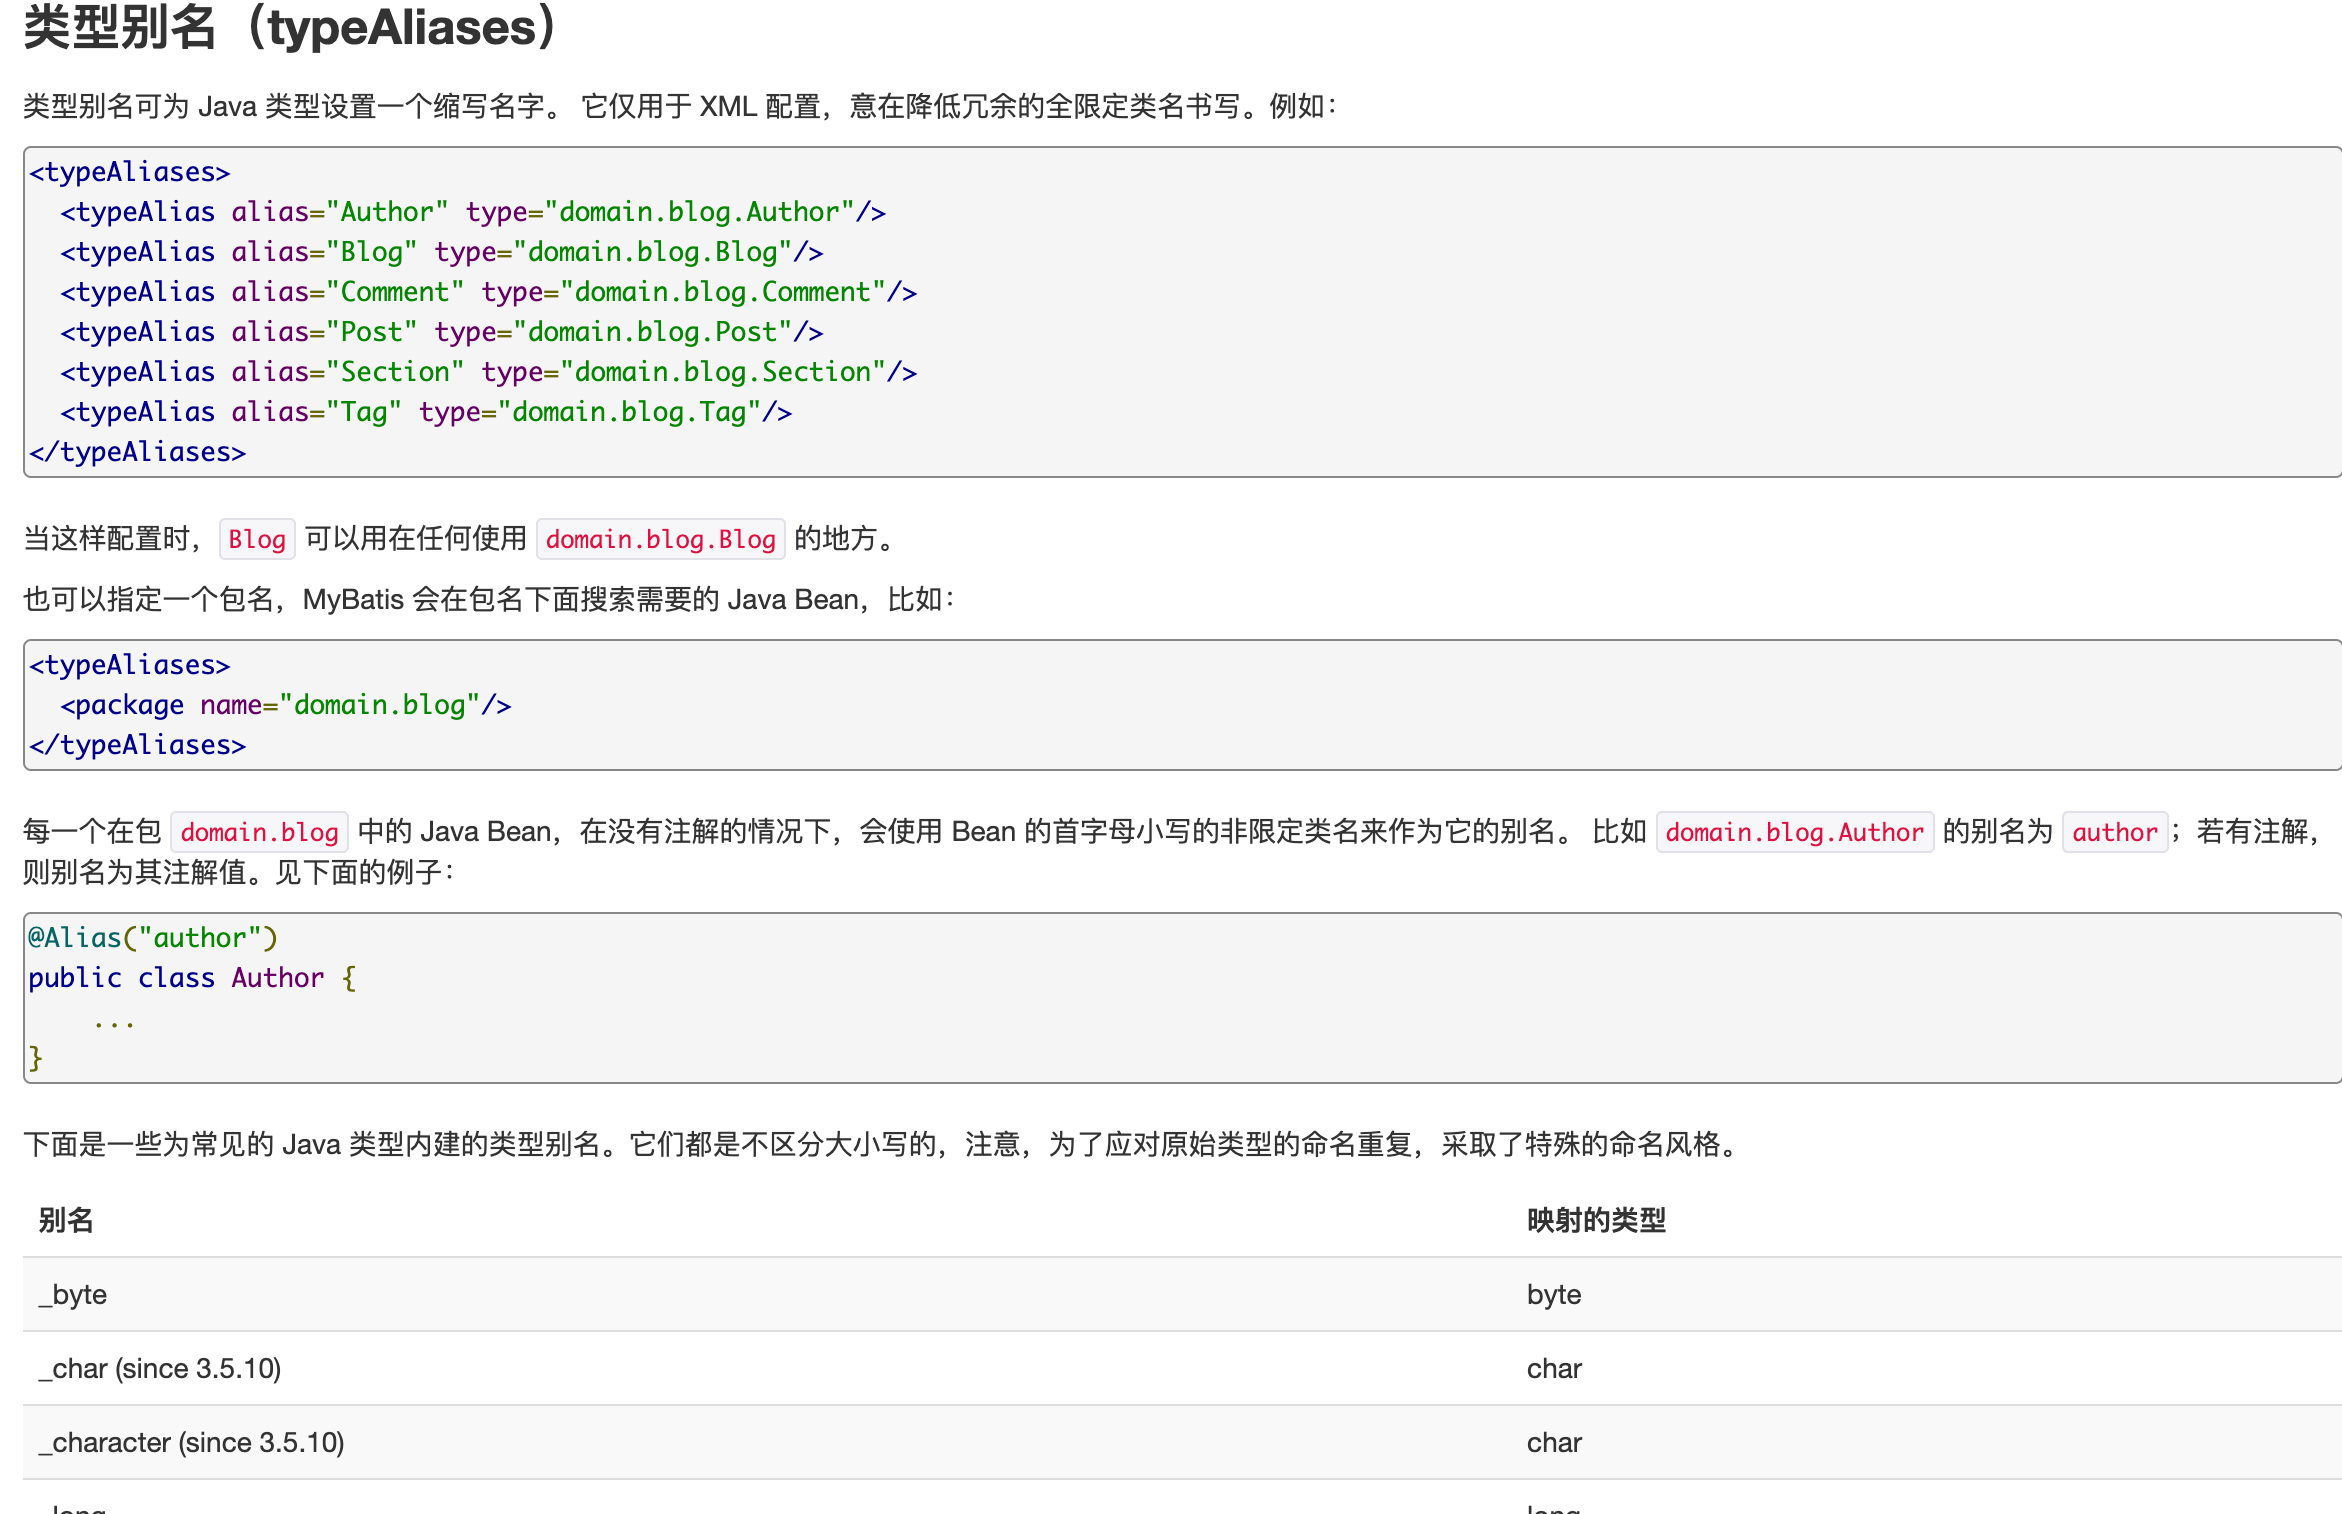 类型别名（typeAliases）
类型别名可为 Java 类型设置一个缩写名字。 它仅用于 XML 配置，意在降低冗余的全限定类名书写。例如：
<typeAliases>
  <typeAlias alias="Author" type="domain.blog.Author"/>
  <typeAlias alias="Blog" type="domain.blog.Blog"/>
  <typeAlias alias="Comment" type="domain.blog.Comment"/>
  <typeAlias alias="Post" type="domain.blog.Post"/>
  <typeAlias alias="Section" type="domain.blog.Section"/>
  <typeAlias alias="Tag" type="domain.blog.Tag"/>
</typeAliases>
当这样配置时， Blog 可以用在任何使用 domain.blog.Blog 的地方。
也可以指定一个包名，MyBatis 会在包名下面搜索需要的 Java Bean，比如：
<typeAliases>
  <package name="domain.blog"/>
</typeAliases>
每一个在包 domain.blog 中的 Java Bean，在没有注解的情况下，会使用 Bean 的首字母小写的非限定类名来作为它的别名。 比如 domain.blog.Author 的别名为 author；若有注解，
则别名为其注解值。见下面的例子：
@Alias("author")
public class Author {
    ...
}
下面是一些为常见的 Java 类型内建的类型别名。它们都是不区分大小写的，注意，为了应对原始类型的命名重复，采取了特殊的命名风格。
别名 映射的类型
_byte byte
_char (since 3.5.10) char
_character (since 3.5.10) char
_long long